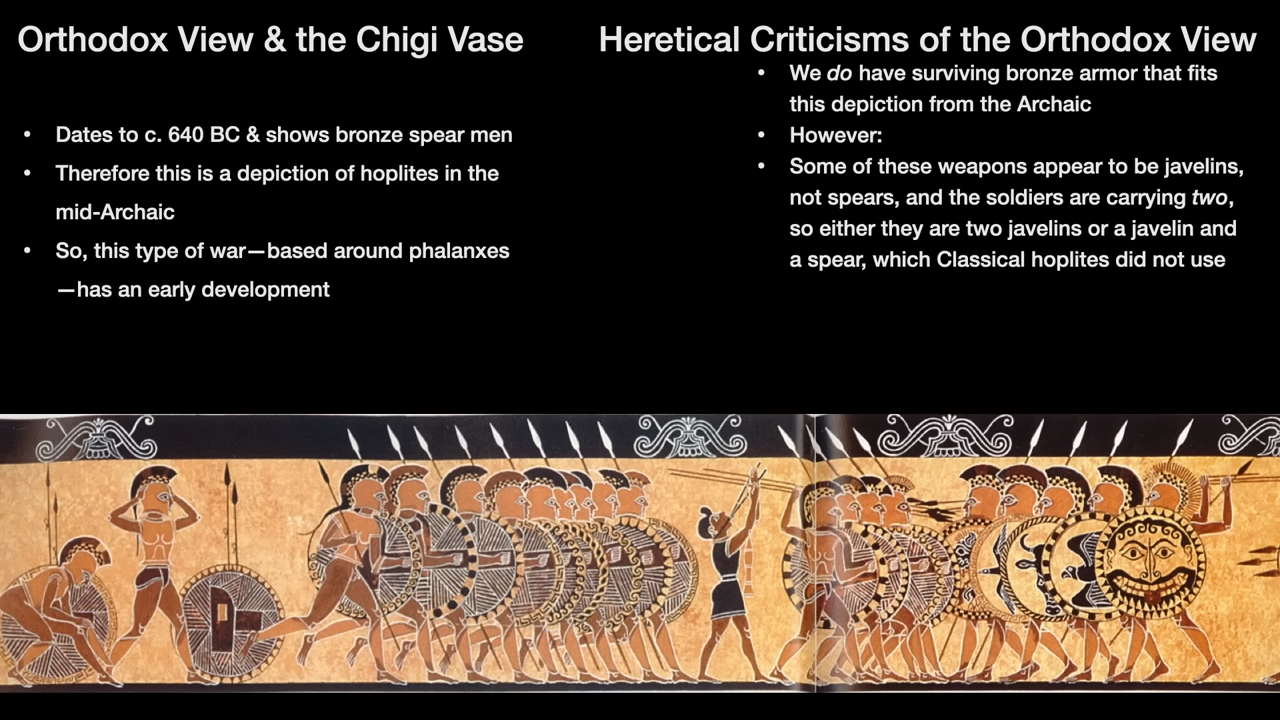 Orthodox View & the Chigi Vase
• Dates to c. 640 BC & shows bronze spear men
• Therefore this is a depiction of hoplites in the
mid-Archaic
• So, this type of war—based around phalanxes
—has an early development
Heretical Criticisms of the Orthodox View
• We do have surviving bronze armor that fits
this depiction from the Archaic
• However:
• Some of these weapons appear to be javelins,
not spears, and the soldiers are carrying two,
so either they are two javelins or a javelin and
a spear, which Classical hoplites did not use